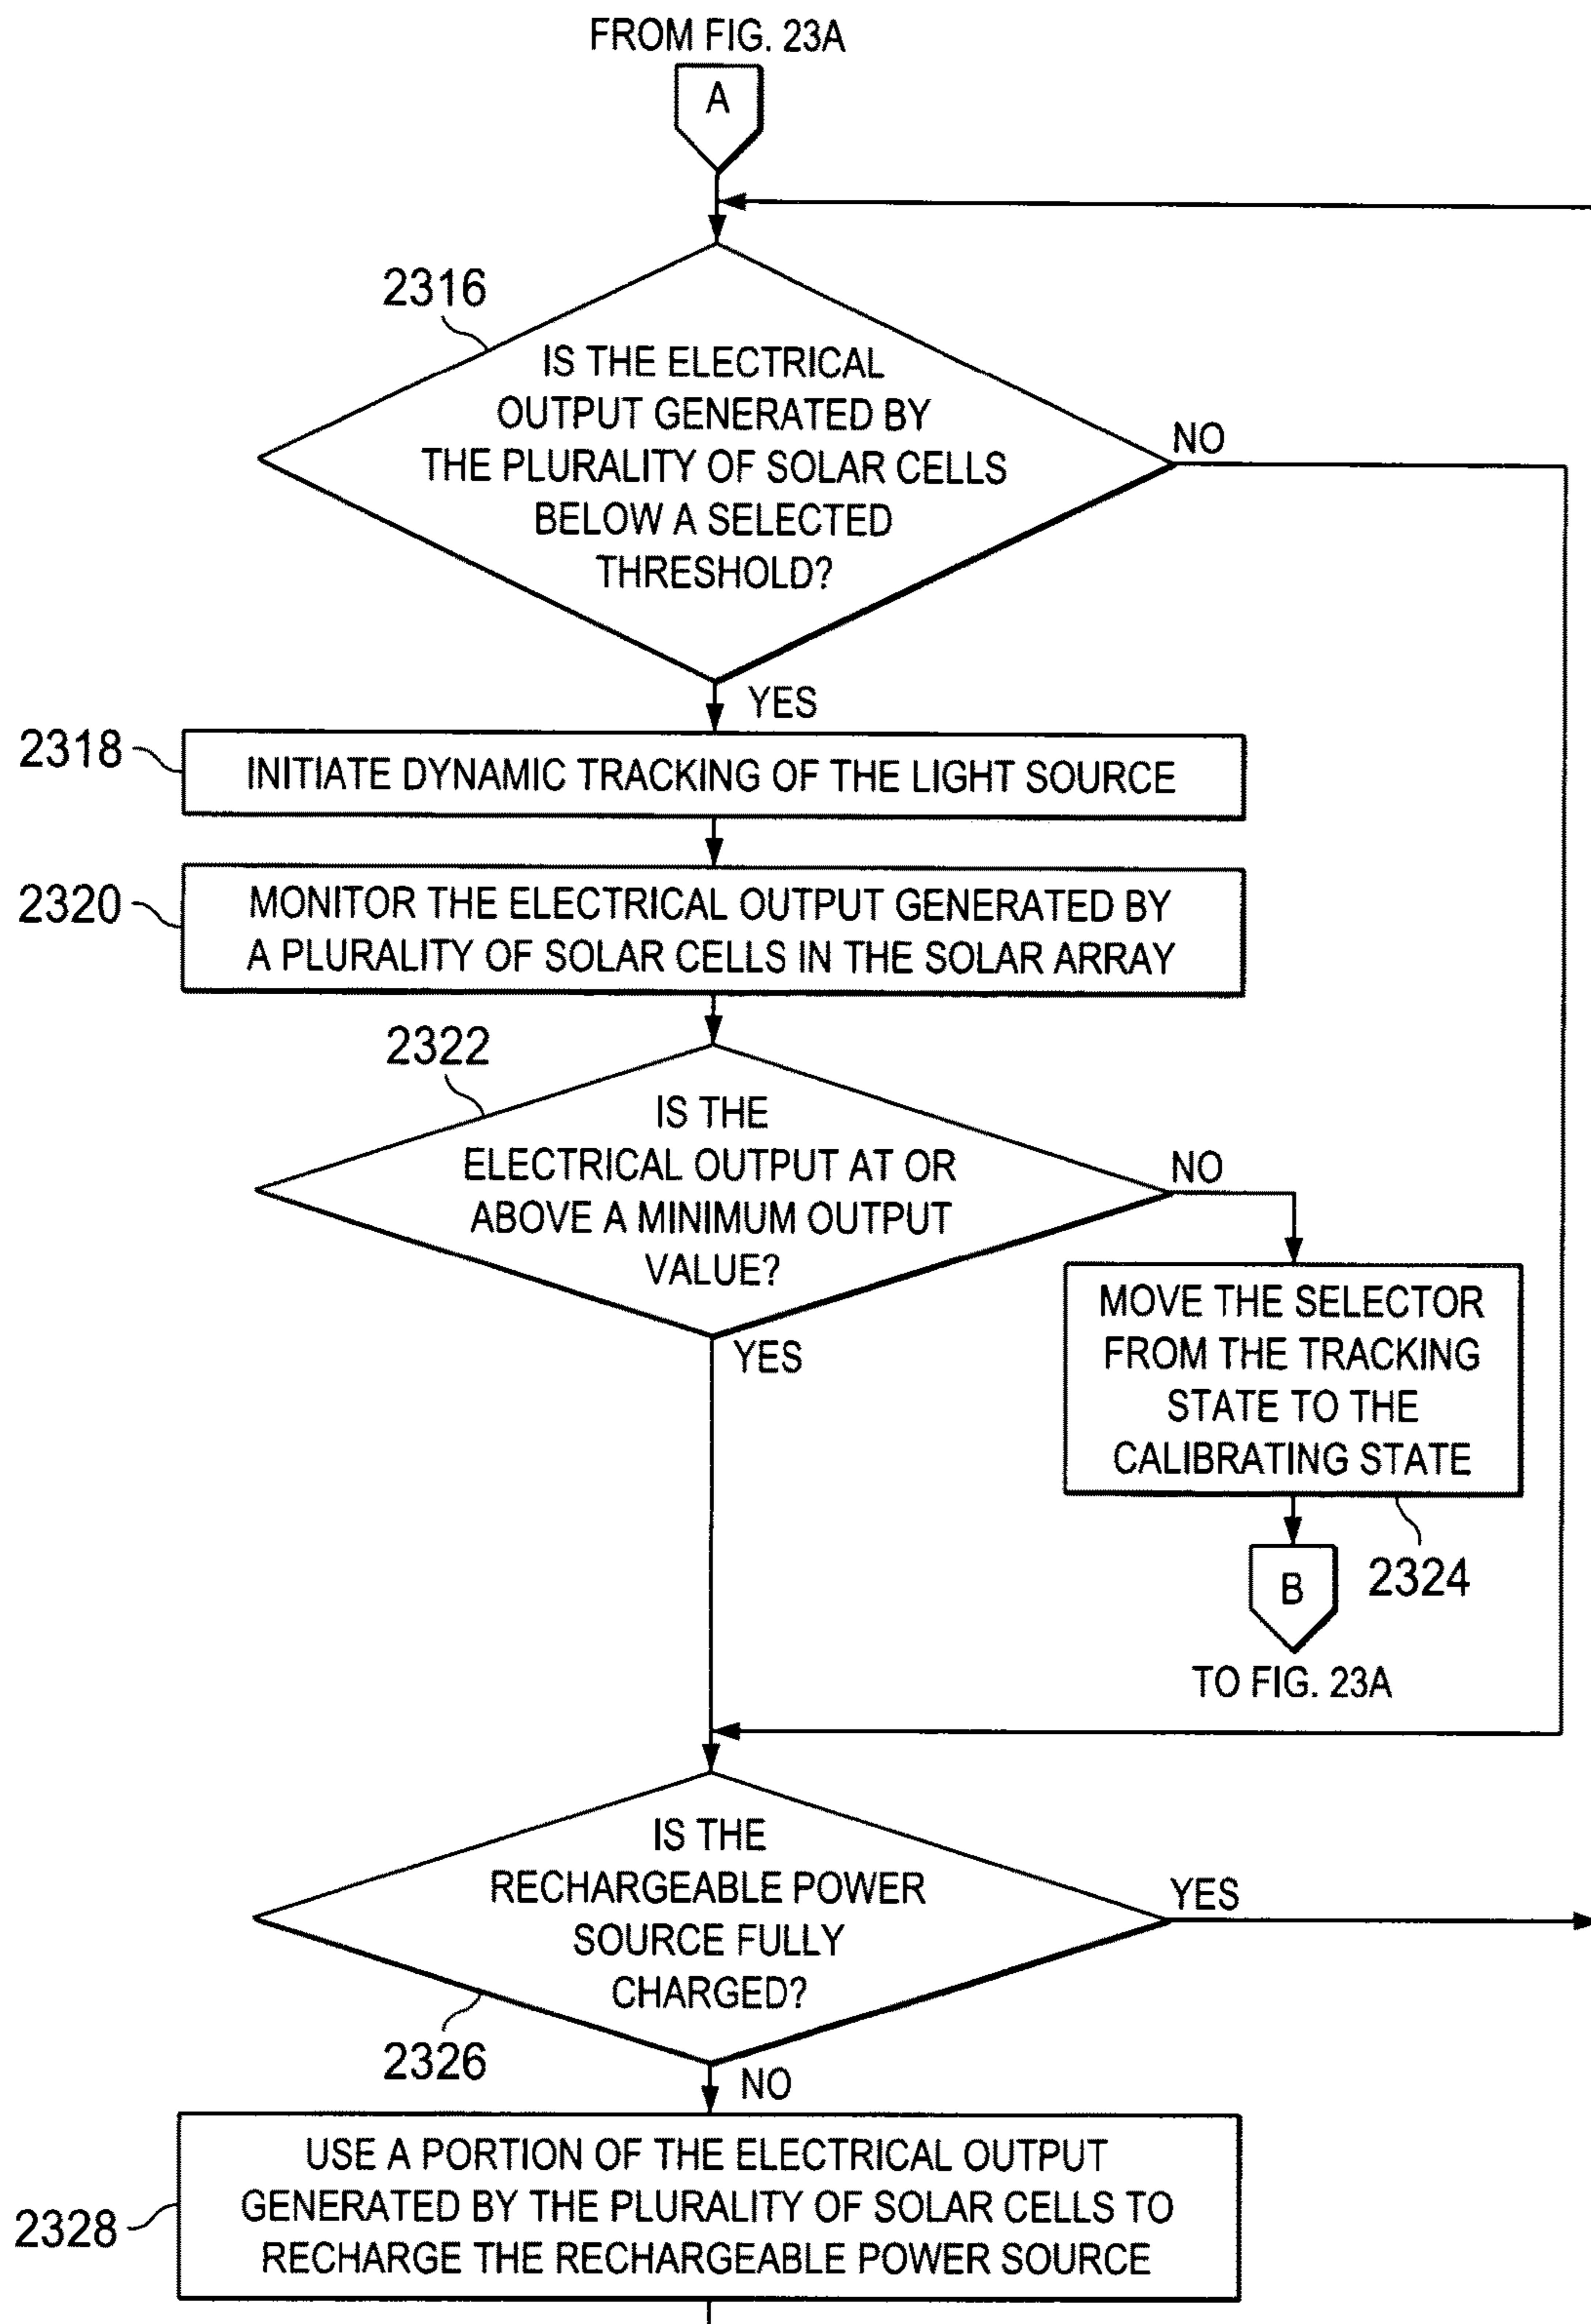 FROM FIG. 23A
A
2316
IS THE ELECTRICAL
OUTPUT GENERATED BY
THE PLURALITY OF SOLAR CELLS
BELOW A SELECTED
THRESHOLD?
NO
YES
2318
INITIATE DYNAMIC TRACKING OF THE LIGHT SOURCE
2320
MONITOR THE ELECTRICAL OUTPUT GENERATED BY
A PLURALITY OF SOLAR CELLS IN THE SOLAR ARRAY
2322
IS THE
ELECTRICAL OUTPUT AT OR
ABOVE A MINIMUM OUTPUT
VALUE?
NO
YES
MOVE THE SELECTOR
FROM THE TRACKING
STATE TO THE
CALIBRATING STATE
2324
B
TO FIG. 23A
IS THE
RECHARGEABLE POWER
SOURCE FULLY
CHARGED?
YES
2326
NO
USE A PORTION OF THE ELECTRICAL OUTPUT
GENERATED BY THE PLURALITY OF SOLAR CELLS TO
RECHARGE THE RECHARGEABLE POWER SOURCE
2328